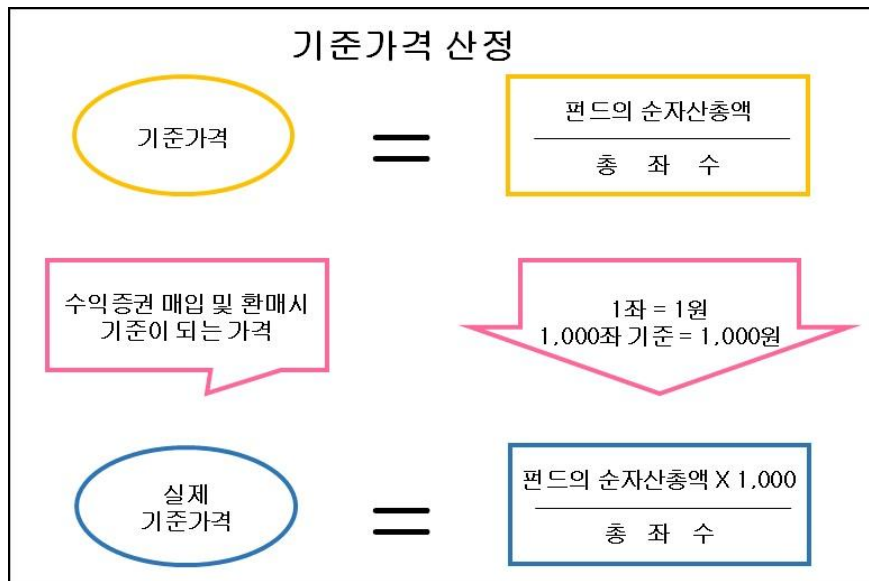 기준가격 산정
기준가격
=
펀드의 순자산총액
총 좌 수
수익증권 매입 및 환매시
기준이 되는 가격
1좌 = 1원
1,000좌 기준 = 1,000원
실제
기준가격
=
펀드의 순자산총액 X 1,000
총 좌 수